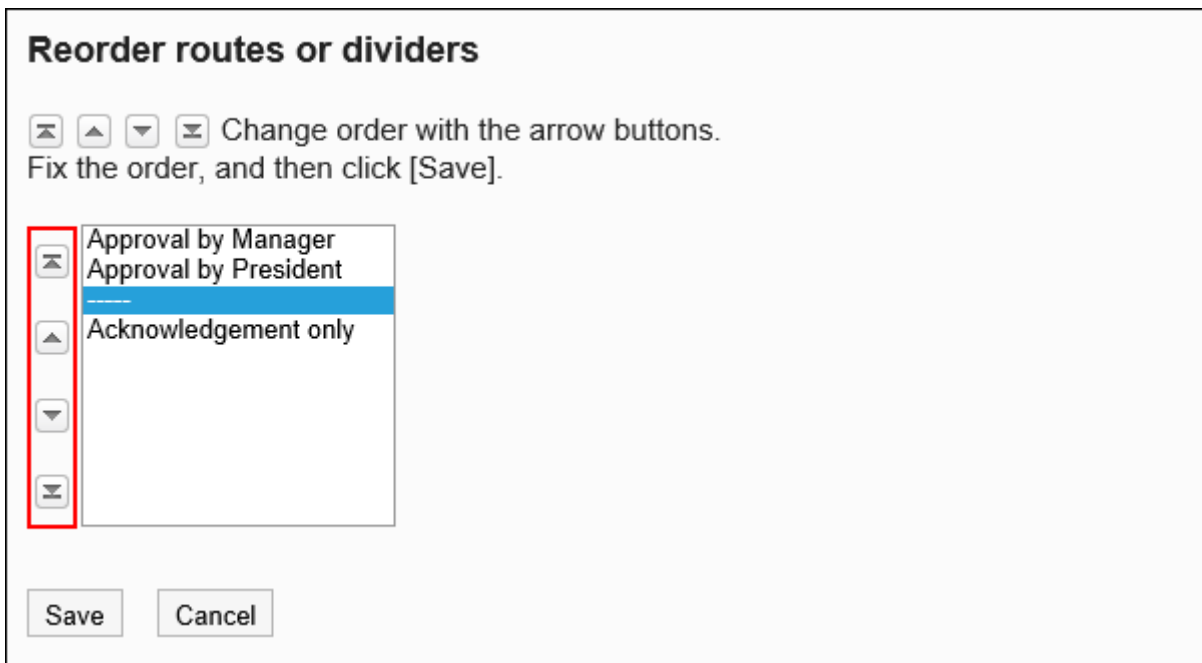 Reorder routes or dividers
Change order with the arrow buttons.
Fix the order, and then click [Save].
Approval by Manager
Approval by President
-----
Acknowledgement only
Save Cancel